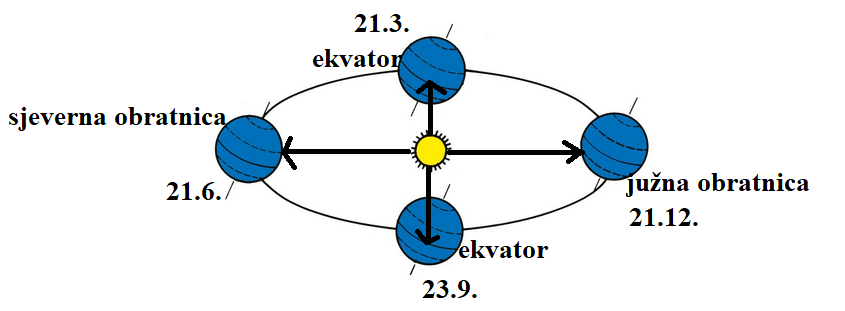 21.3.
ekvator
sjeverna obratnica
21.6.
južna obratnica
21.12.
ekvator
23.9.